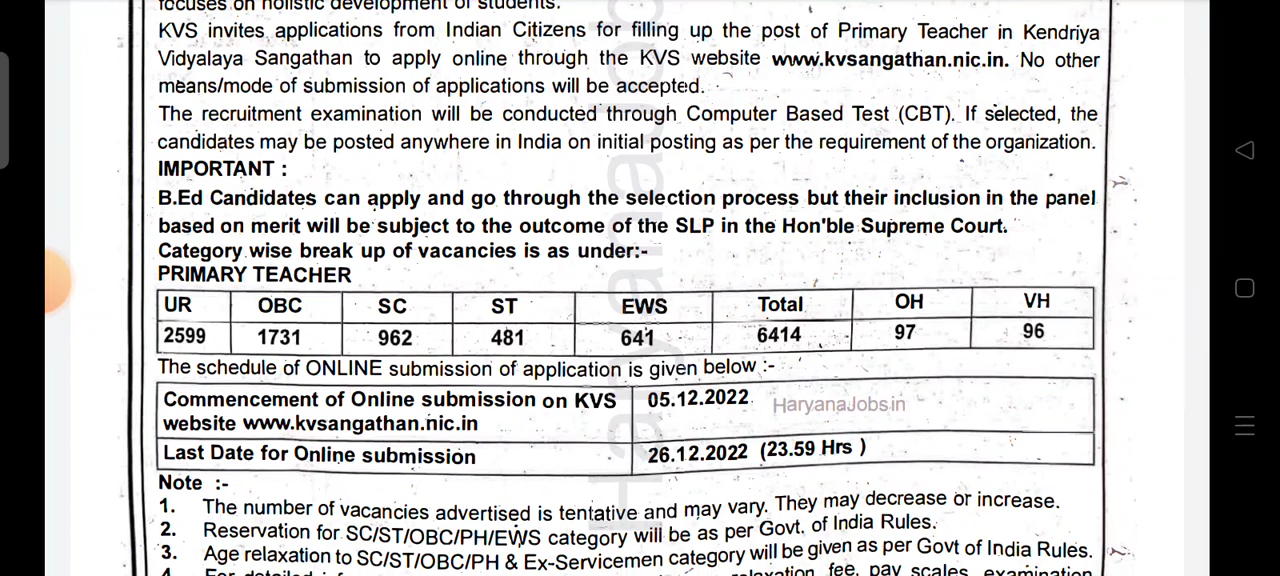 focuses on holistic development of students.
KVS invites applications from Indian Citizens for filling up the post of Primary Teacher in Kendriya
Vidyalaya Sangathan to apply online through the KVS website www.kvsangathan.nic.in. No other
means/mode of submission of applications will be accepted.
The recruitment examination will be conducted through Computer Based Test (CBT). If selected, the
candidates may be posted anywhere in India on initial posting as per the requirement of the organization.
IMPORTANT :
B.Ed Candidates can apply and go through the selection process but their inclusion in the panel
based on merit will be subject to the outcome of the SLP in the Hon'ble Supreme Court.
Category wise break up of vacancies is as under:-
PRIMARY TEACHER
UR OBC SC ST EWS Total OH VH
2599 1731 962 481 641 6414 97 96
The schedule of ONLINE submission of application is given below :-
Commencement of Online submission on KVS 05.12.2022
website www.kvsangathan.nic.in
HaryanaJobs.in
Last Date for Online submission 26.12.2022 (23.59 Hrs )
Note :-
1. The number of vacancies advertised is tentative and may vary. They may decrease or increase.
2. Reservation for SC/ST/OBC/PH/EWS category will be as per Govt. of India Rules.
3. Age relaxation to SC/ST/OBC/PH & Ex-Servicemen category will be given as per Govt of India Rules.
fee, pay scales, examination